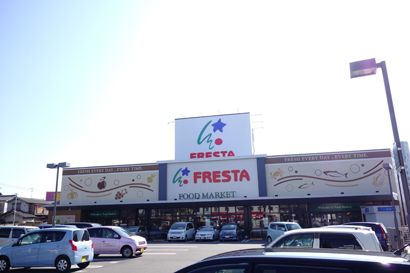 FRESTA
FRESH EVERY DAY , EVERY TIME
FRESH EVERY DAY , EVERY TIME
FRESTA
FOOD MARKET